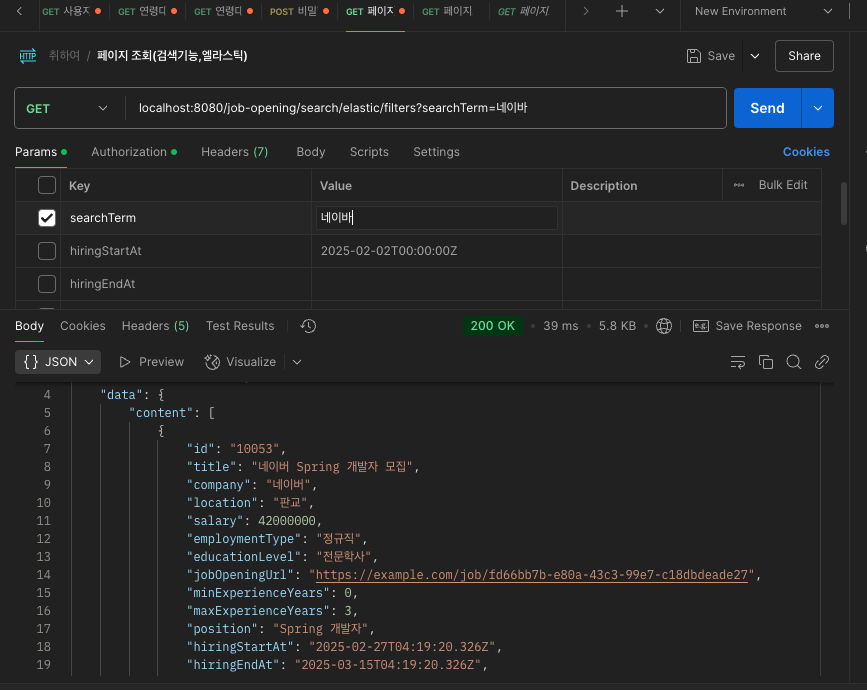 GET 사용자 GET 연령대 GET 연령대 POST 비밀 GET 페이지 GET 페이지 GET 페이지 New Environment
HTTP 취하여 / 페이지 조회(검색기능,엘라스틱) Save Share
GET localhost:8080/job-opening/search/elastic/filters?searchTerm=네이바 Send
Params Authorization Headers (7) Body Scripts Settings Cookies
Key Value Description Bulk Edit
searchTerm 네이바
hiringStartAt 2025-02-02T00:00:00Z
hiringEndAt
Body Cookies Headers (5) Test Results 200 OK • 39 ms • 5.8 KB • e.g. Save Response
{} JSON Preview Visualize
4 "data": {
5 "content": [
6 {
7 "id": "10053",
8 "title": "네이버 Spring 개발자 모집",
9 "company": "네이버",
10 "location": "판교",
11 "salary": 42000000,
12 "employmentType": "정규직",
13 "educationLevel": "전문학사",
14 "jobOpeningUrl": "https://example.com/job/fd66bb7b-e80a-43c3-99e7-c18dbdeade27",
15 "minExperienceYears": 0,
16 "maxExperienceYears": 3,
17 "position": "Spring 개발자",
18 "hiringStartAt": "2025-02-27T04:19:20.326Z",
19 "hiringEndAt": "2025-03-15T04:19:20.326Z",